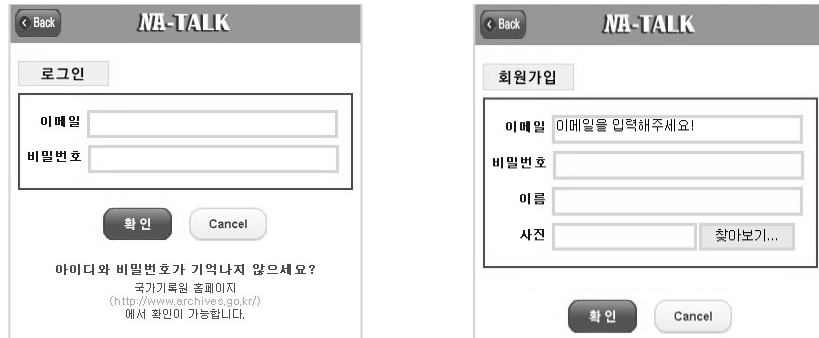 Back
NA-TALK
로그인
이메일
비밀번호
확인
Cancel
아이디와 비밀번호가 기억나지 않으세요?
국가기록원 홈페이지
(http://www.archives.go.kr/)
에서 확인이 가능합니다.
Back
NA-TALK
회원가입
이메일 이메일을 입력해주세요!
비밀번호
이름
사진 찾아보기...
확인
Cancel